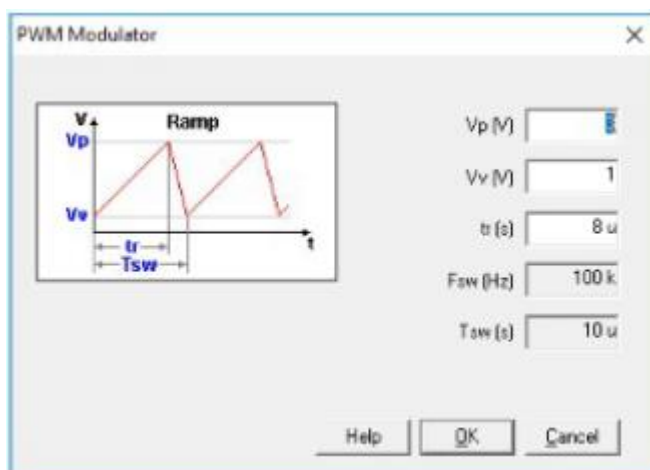 PWM Modulator
V
Ramp
Vp
Vv
tr
Tsw
t
Vp (V)
Vv (V) 1
tr (s) 8 u
Fsw (Hz) 100 k
Tsw (s) 10 u
Help OK Cancel